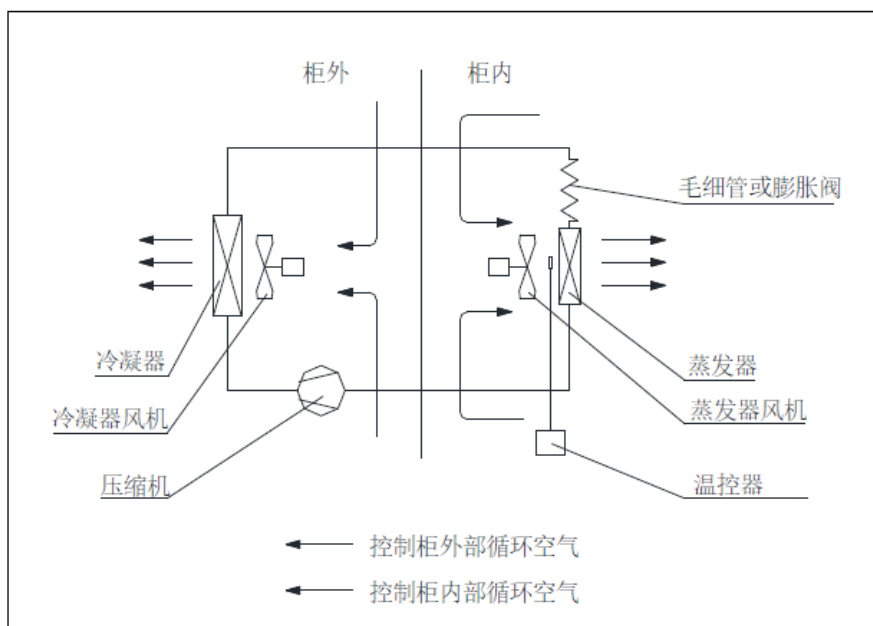 柜外
柜内
毛细管或膨胀阀
冷凝器
蒸发器
冷凝器风机
蒸发器风机
压缩机
温控器
控制柜外部循环空气
控制柜内部循环空气